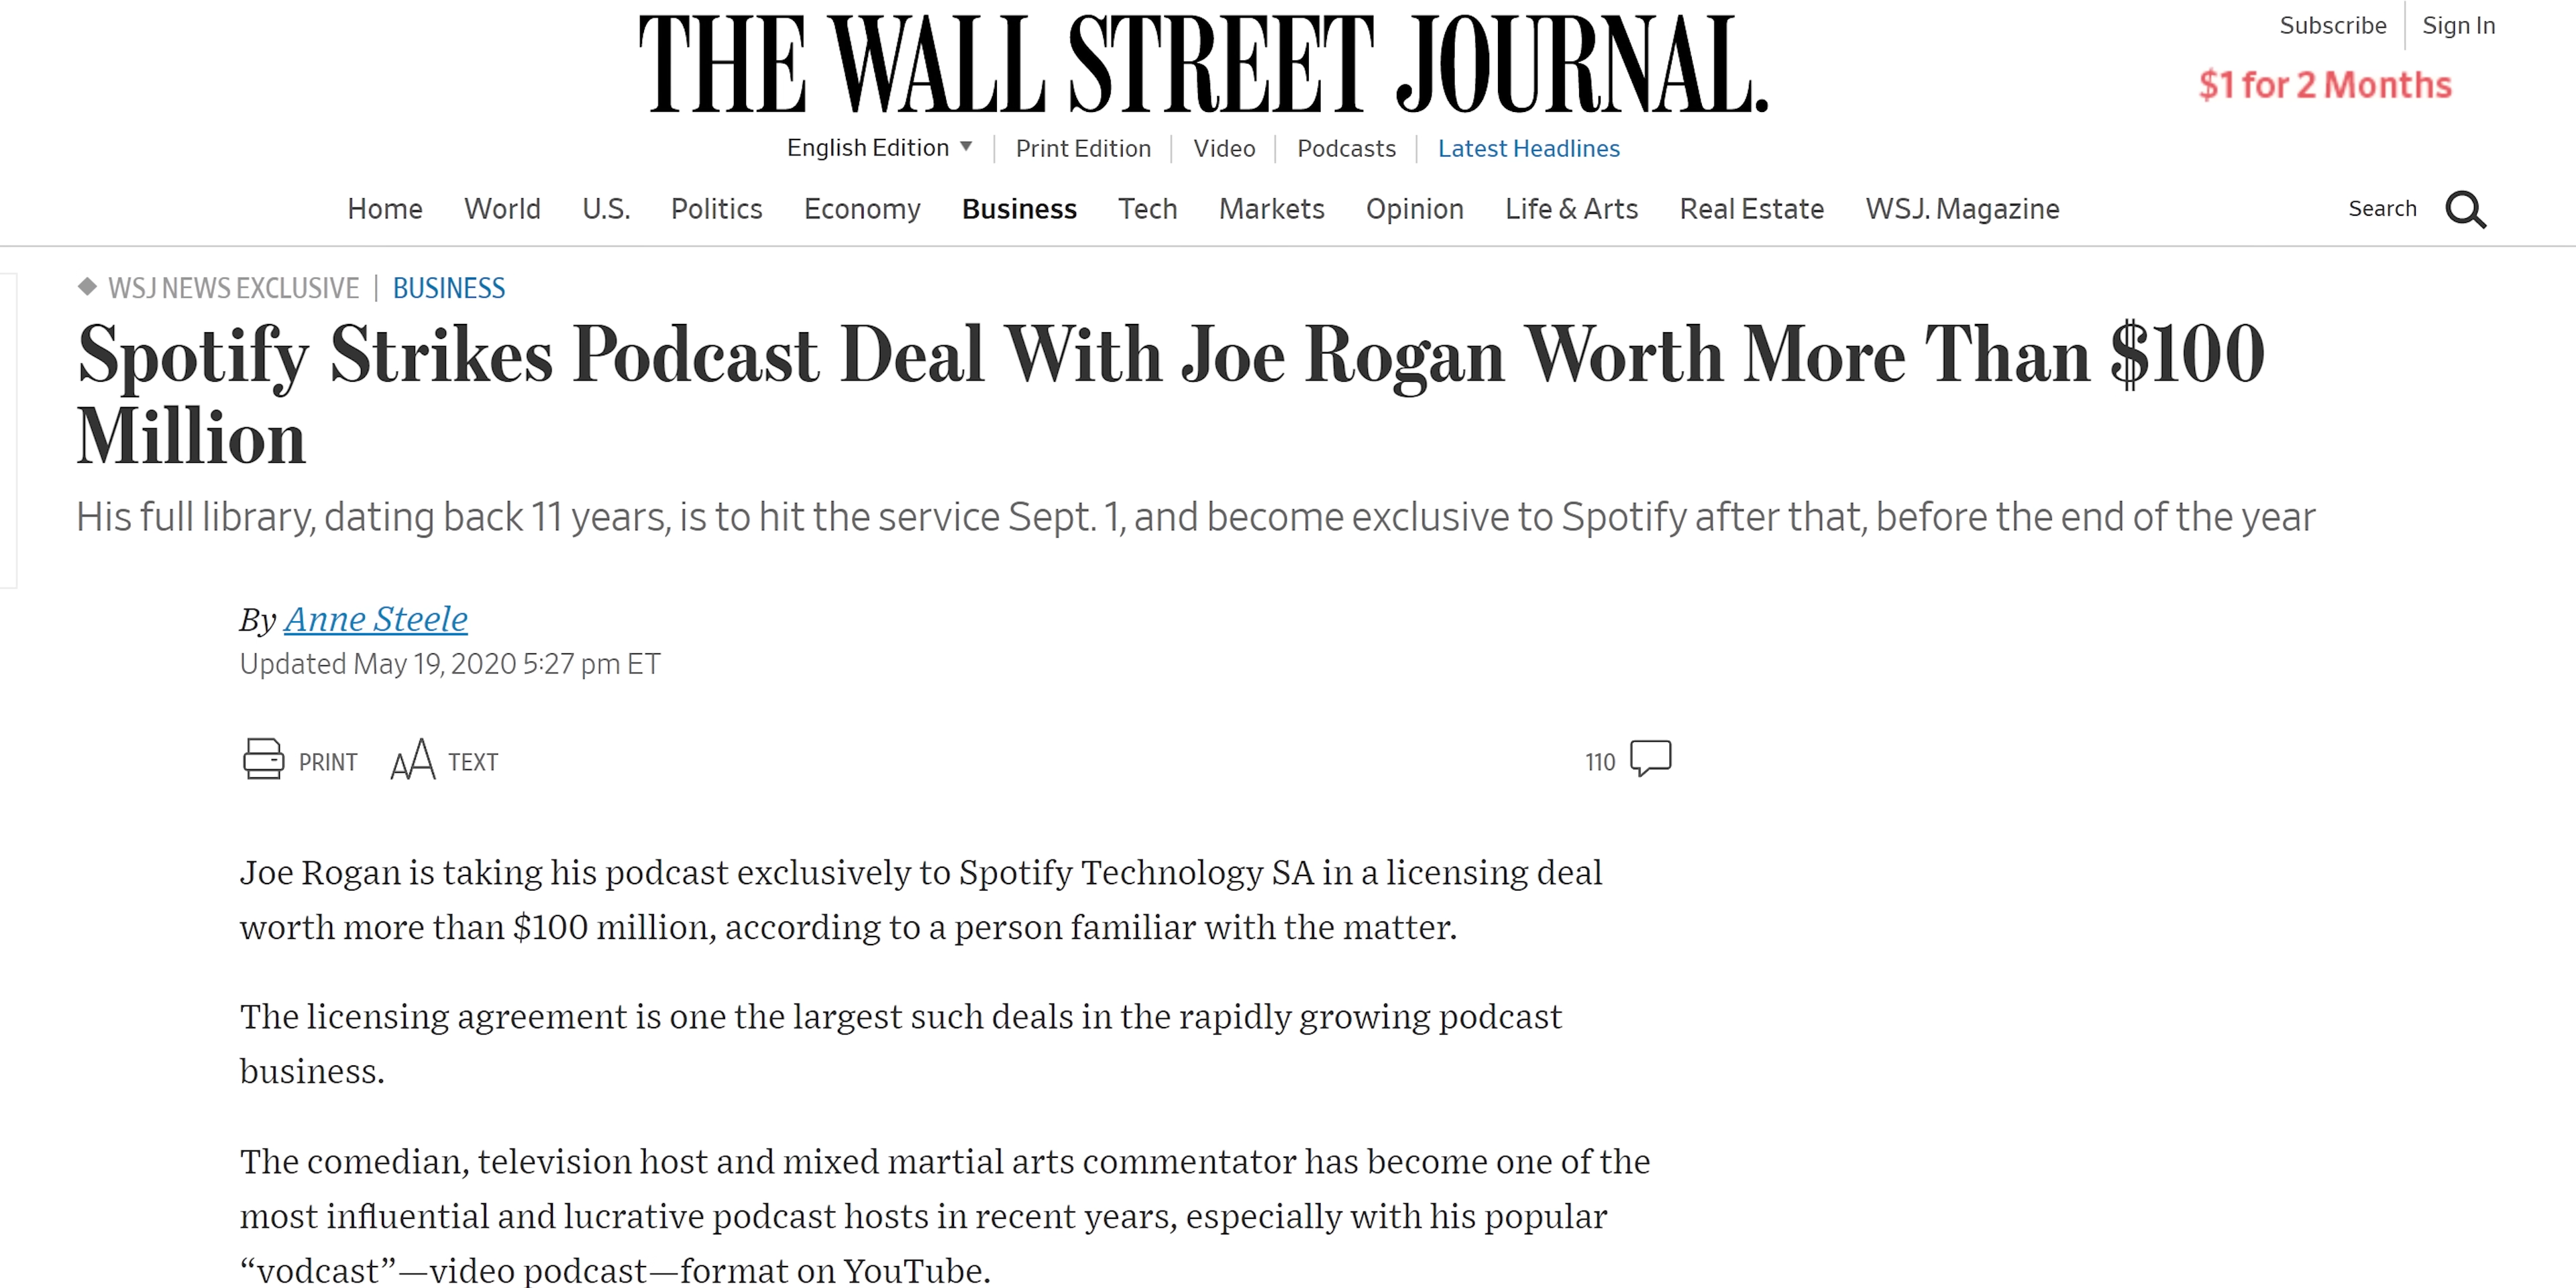 THE WALL STREET JOURNAL.
Subscribe | Sign In
$1 for 2 Months
English Edition ▼ | Print Edition | Video | Podcasts | Latest Headlines
Home World U.S. Politics Economy Business Tech Markets Opinion Life & Arts Real Estate WSJ. Magazine Search
◆ WSJ NEWS EXCLUSIVE | BUSINESS
Spotify Strikes Podcast Deal With Joe Rogan Worth More Than $100
Million
His full library, dating back 11 years, is to hit the service Sept. 1, and become exclusive to Spotify after that, before the end of the year
By Anne Steele
Updated May 19, 2020 5:27 pm ET
PRINT AA TEXT
110
Joe Rogan is taking his podcast exclusively to Spotify Technology SA in a licensing deal
worth more than $100 million, according to a person familiar with the matter.
The licensing agreement is one the largest such deals in the rapidly growing podcast
business.
The comedian, television host and mixed martial arts commentator has become one of the
most influential and lucrative podcast hosts in recent years, especially with his popular
“vodcast”—video podcast—format on YouTube.